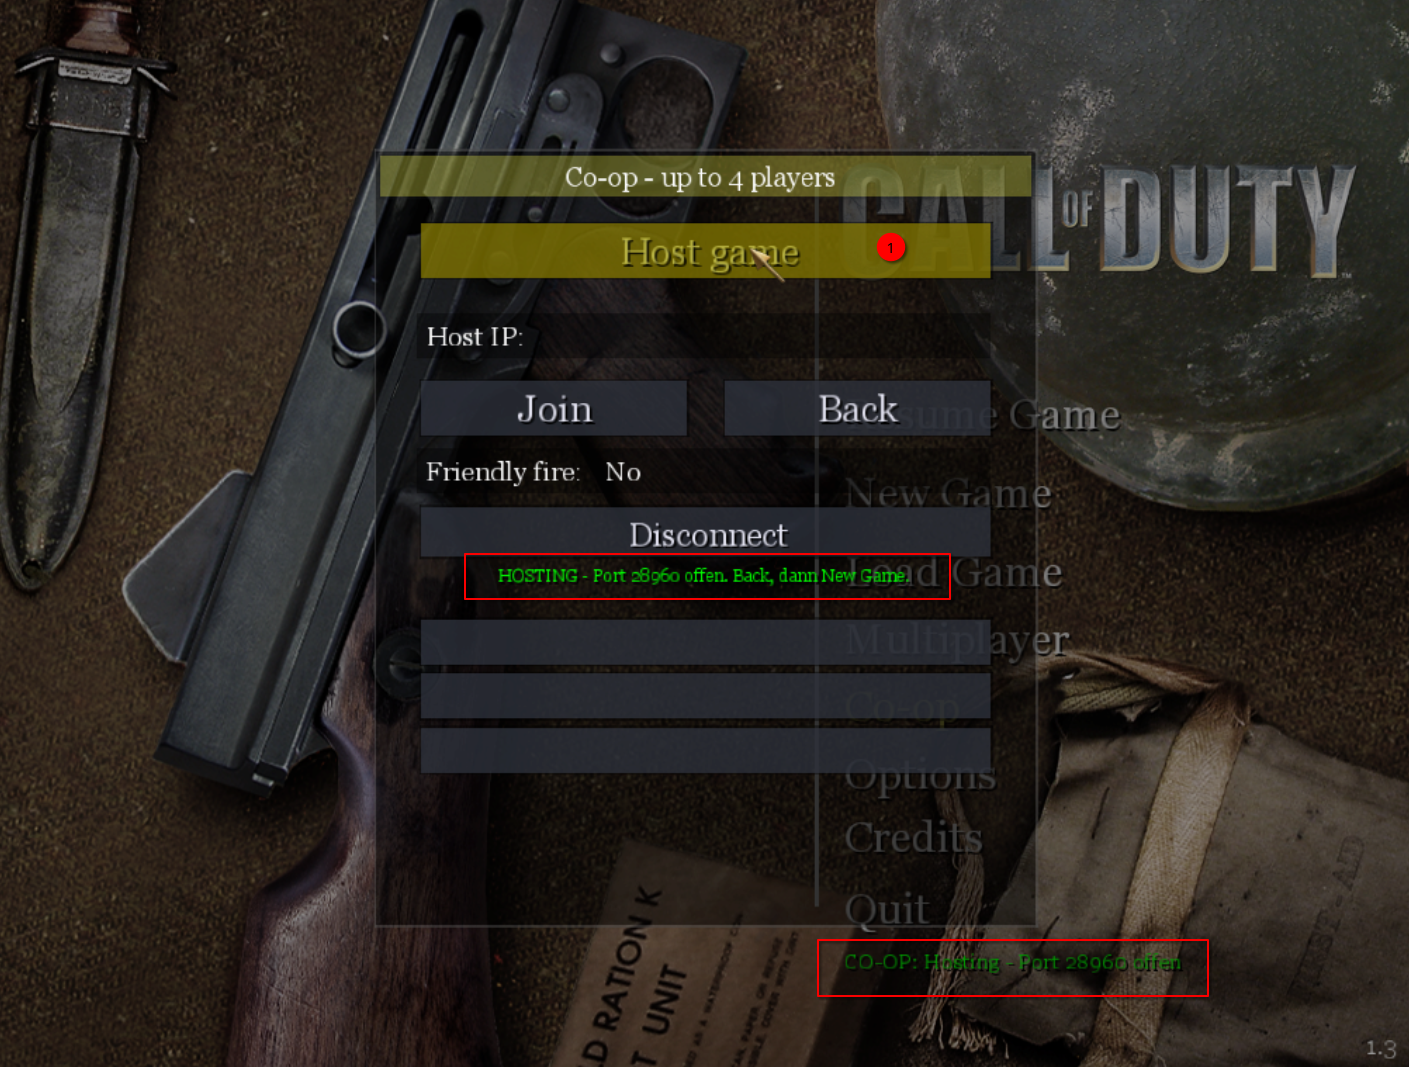 Co-op - up to 4 players
CALL OF DUTY
Host game
1
Host IP:
Join
Back
Resume Game
Friendly fire: No
New Game
Disconnect
HOSTING - Port 28960 offen. Back, dann New Game.
Load Game
Multiplayer
Co-op
Options
Credits
Quit
CO-OP: Hosting - Port 28960 offen
RATION K
UNIT
1.3